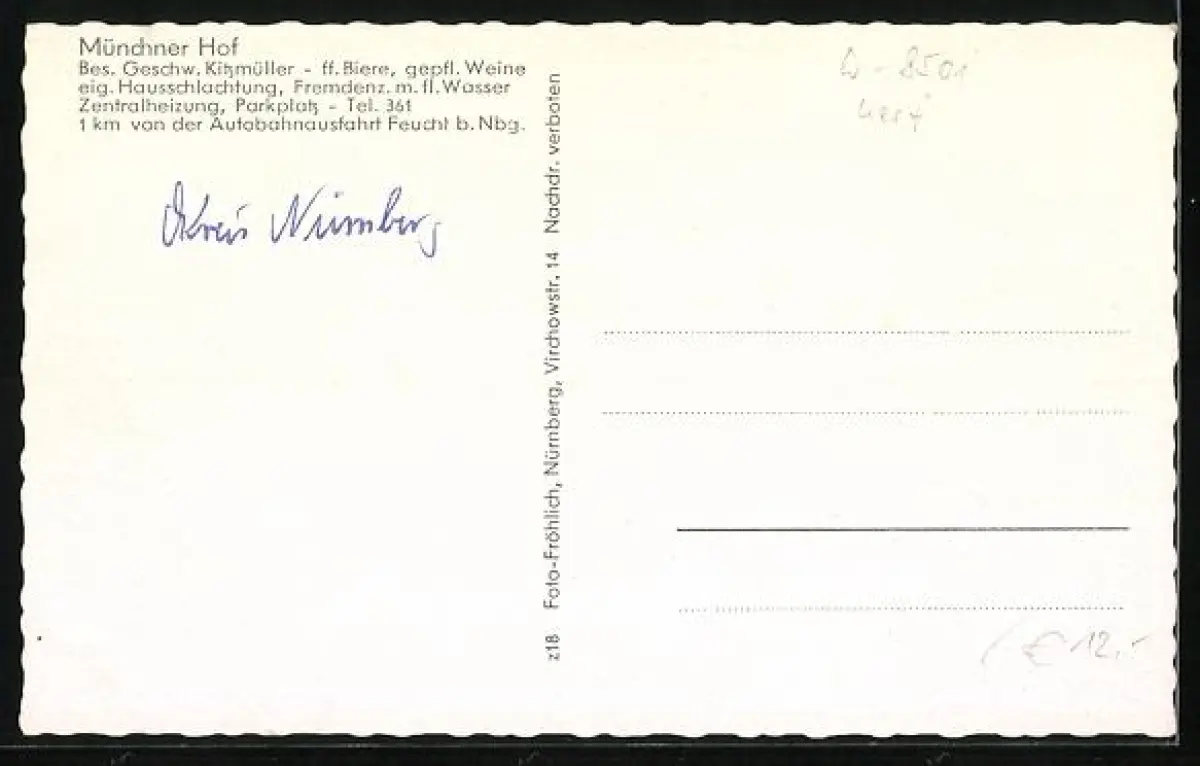 Münchner Hof
Bes. Geschw. Kitzmüller - ff. Biere, gepfl. Weine
eig. Hausschlachtung, Fremdenz. m. fl. Wasser
Zentralheizung, Parkplatz - Tel. 361
1 km von der Autobahnausfahrt Feucht b. Nbg.
Kreis Nürnberg
z18 Foto-Fröhlich, Nürnberg, Virchowstr. 14 Nachdr. verboten
D-8501
€ 12,-